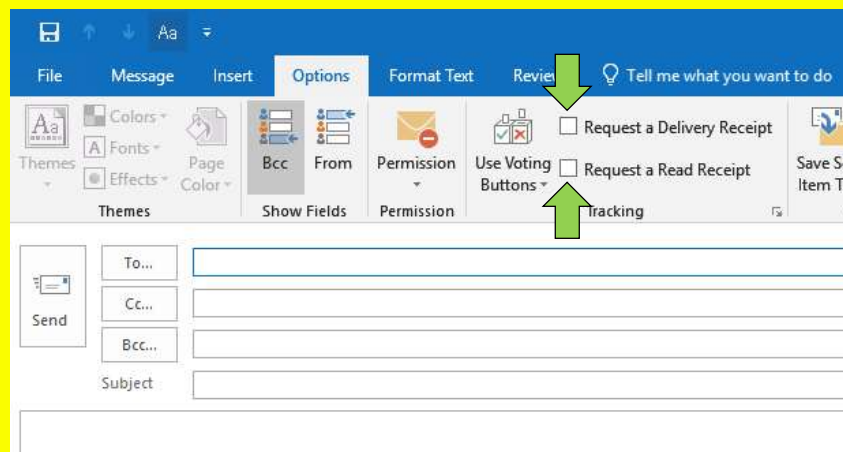 Aa
File Message Insert Options Format Text Tell me what you want to do
Aa Colors
Fonts
Effects
Themes
Page
Color
Bcc From
Permission
Use Voting
Buttons
Request a Delivery Receipt
Request a Read Receipt
Save
Item
Themes Show Fields Permission Tracking
Send
To...
Cc...
Bcc...
Subject